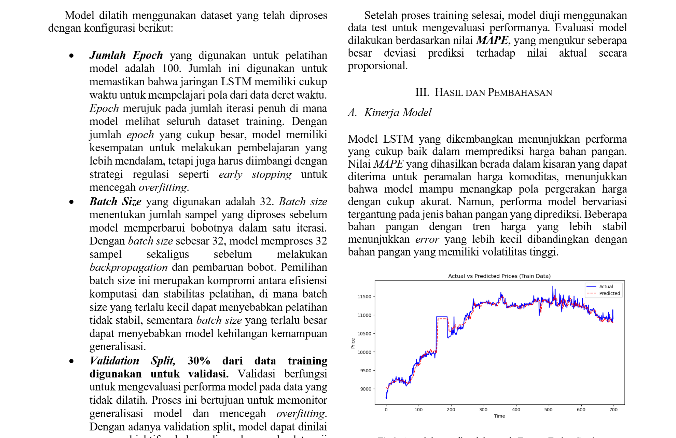 Model dilatih menggunakan dataset yang telah diproses
dengan konfigurasi berikut:
• Jumlah Epoch yang digunakan untuk pelatihan
model adalah 100. Jumlah ini digunakan untuk
memastikan bahwa jaringan LSTM memiliki cukup
waktu untuk mempelajari pola dari data deret waktu.
Epoch merujuk pada jumlah iterasi penuh di mana
model melihat seluruh dataset training. Dengan
jumlah epoch yang cukup besar, model memiliki
kesempatan untuk melakukan pembelajaran yang
lebih mendalam, tetapi juga harus diimbangi dengan
strategi regulasi seperti early stopping untuk
mencegah overfitting.
• Batch Size yang digunakan adalah 32. Batch size
menentukan jumlah sampel yang diproses sebelum
model memperbarui bobotnya dalam satu iterasi.
Dengan batch size sebesar 32, model memproses 32
sampel sekaligus sebelum melakukan
backpropagation dan pembaruan bobot. Pemilihan
batch size ini merupakan kompromi antara efisiensi
komputasi dan stabilitas pelatihan, di mana batch
size yang terlalu kecil dapat menyebabkan pelatihan
tidak stabil, sementara batch size yang terlalu besar
dapat menyebabkan model kehilangan kemampuan
generalisasi.
• Validation Split, 30% dari data training
digunakan untuk validasi. Validasi berfungsi
untuk mengevaluasi performa model pada data yang
tidak dilatih. Proses ini bertujuan untuk memonitor
generalisasi model dan mencegah overfitting.
Dengan adanya validation split, model dapat dinilai
Setelah proses training selesai, model diuji menggunakan
data test untuk mengevaluasi performanya. Evaluasi model
dilakukan berdasarkan nilai MAPE, yang mengukur seberapa
besar deviasi prediksi terhadap nilai aktual secara
proporsional.
III. HASIL DAN PEMBAHASAN
A. Kinerja Model
Model LSTM yang dikembangkan menunjukkan performa
yang cukup baik dalam memprediksi harga bahan pangan.
Nilai MAPE yang dihasilkan berada dalam kisaran yang dapat
diterima untuk peramalan harga komoditas, menunjukkan
bahwa model mampu menangkap pola pergerakan harga
dengan cukup akurat. Namun, performa model bervariasi
tergantung pada jenis bahan pangan yang diprediksi. Beberapa
bahan pangan dengan tren harga yang lebih stabil
menunjukkan error yang lebih kecil dibandingkan dengan
bahan pangan yang memiliki volatilitas tinggi.
Actual vs Predicted Prices (Train Data)
Actual
Predicted
11500
11000
10500
10000
9500
9000
Price
0 100 200 300 400 500 600 700
Time